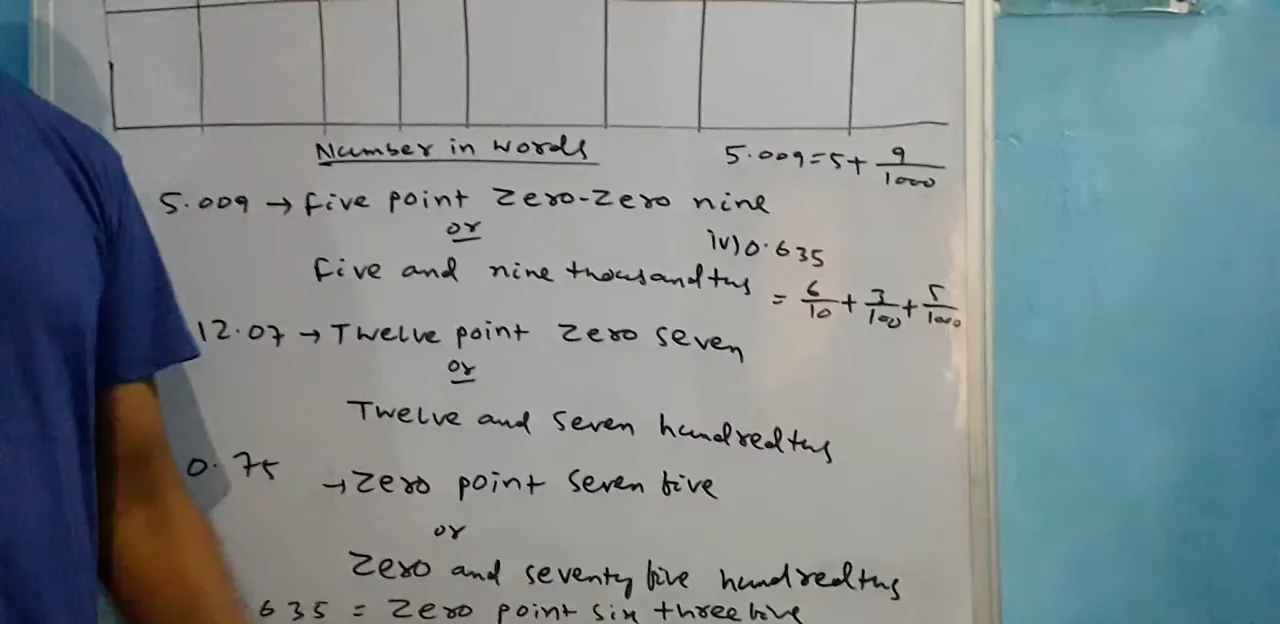 Number in words
5.009 = 5 + 9/1000
5.009 → Five point zero-zero nine
or
iv) 0.635
Five and nine thousandths
= 6/10 + 3/100 + 5/1000
12.07 → Twelve point zero seven
or
Twelve and seven hundredths
0.75 → Zero point seven five
or
Zero and seventy five hundredths
635 = Zero point six three five